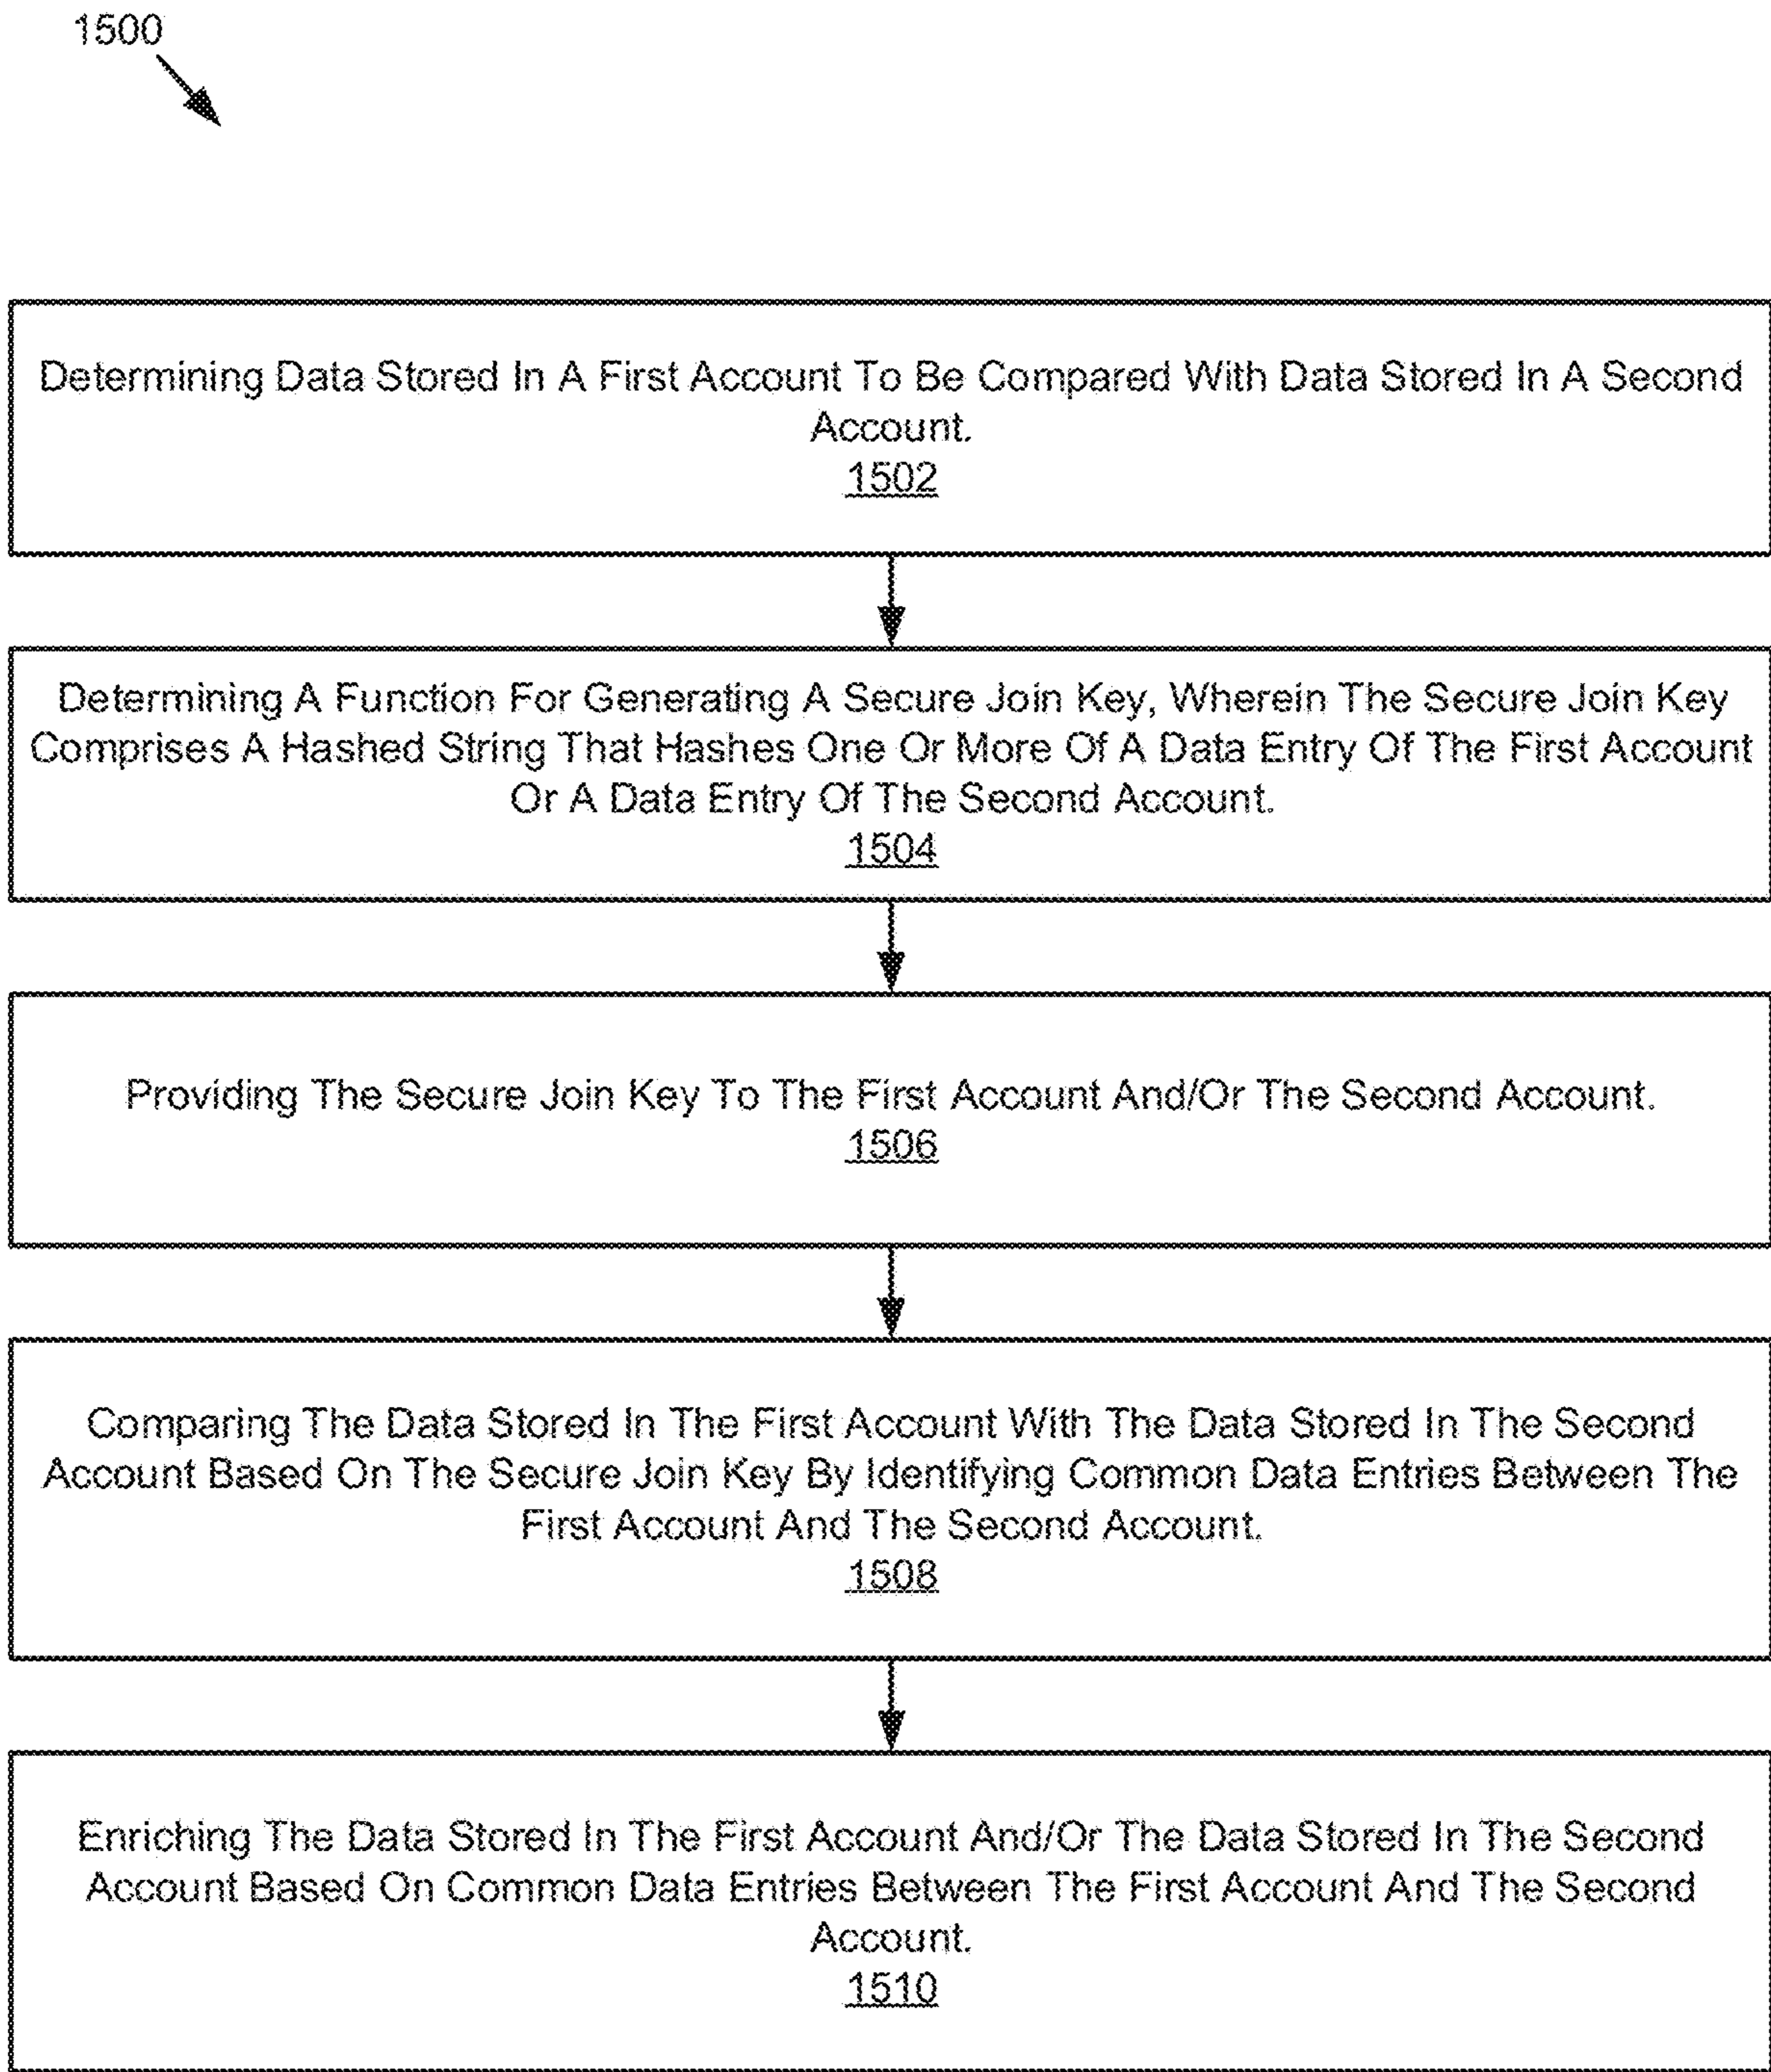 1500
Determining Data Stored In A First Account To Be Compared With Data Stored In A Second
Account.
1502
Determining A Function For Generating A Secure Join Key, Wherein The Secure Join Key
Comprises A Hashed String That Hashes One Or More Of A Data Entry Of The First Account
Or A Data Entry Of The Second Account.
1504
Providing The Secure Join Key To The First Account And/Or The Second Account.
1506
Comparing The Data Stored In The First Account With The Data Stored In The Second
Account Based On The Secure Join Key By Identifying Common Data Entries Between The
First Account And The Second Account.
1508
Enriching The Data Stored In The First Account And/Or The Data Stored In The Second
Account Based On Common Data Entries Between The First Account And The Second
Account.
1510